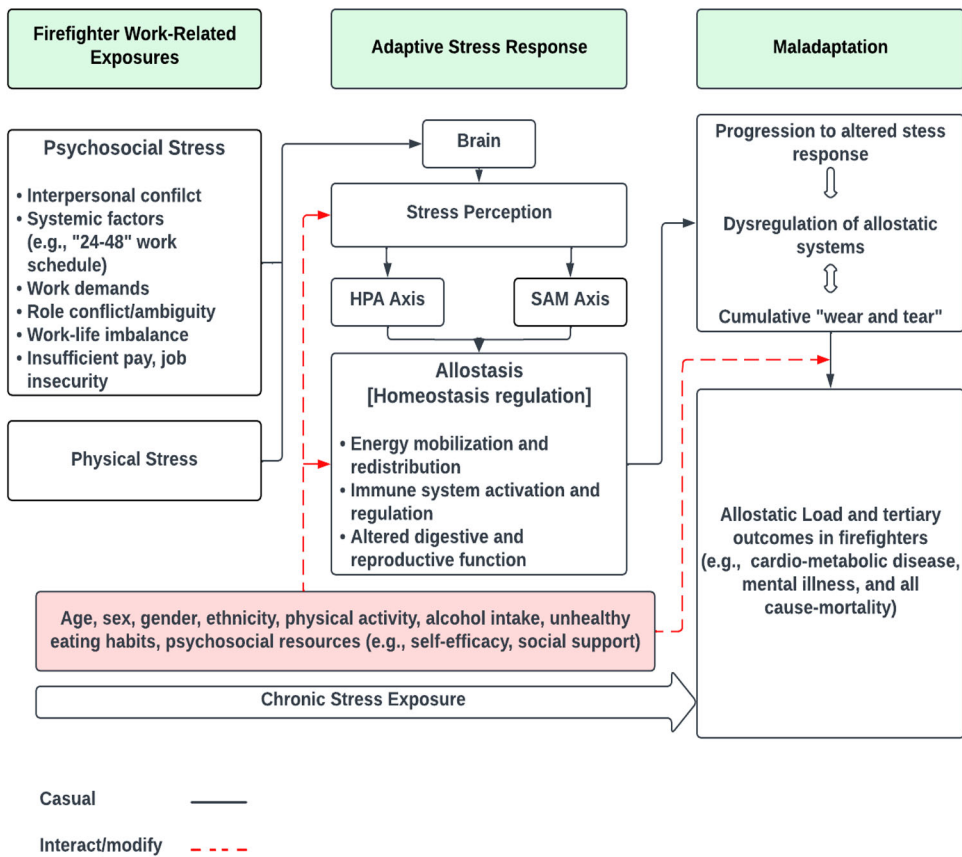 Firefighter Work-Related
Exposures
Adaptive Stress Response
Maladaptation
Psychosocial Stress
• Interpersonal confilct
• Systemic factors
(e.g., "24-48" work
schedule)
• Work demands
• Role conflict/ambiguity
• Work-life imbalance
• Insufficient pay, job
insecurity
Physical Stress
Brain
Stress Perception
HPA Axis
SAM Axis
Allostasis
[Homeostasis regulation]
• Energy mobilization and
redistribution
• Immune system activation and
regulation
• Altered digestive and
reproductive function
Progression to altered stess
response
Dysregulation of allostatic
systems
Cumulative "wear and tear"
Allostatic Load and tertiary
outcomes in firefighters
(e.g., cardio-metabolic disease,
mental illness, and all
cause-mortality)
Age, sex, gender, ethnicity, physical activity, alcohol intake, unhealthy
eating habits, psychosocial resources (e.g., self-efficacy, social support)
Chronic Stress Exposure
Casual
Interact/modify